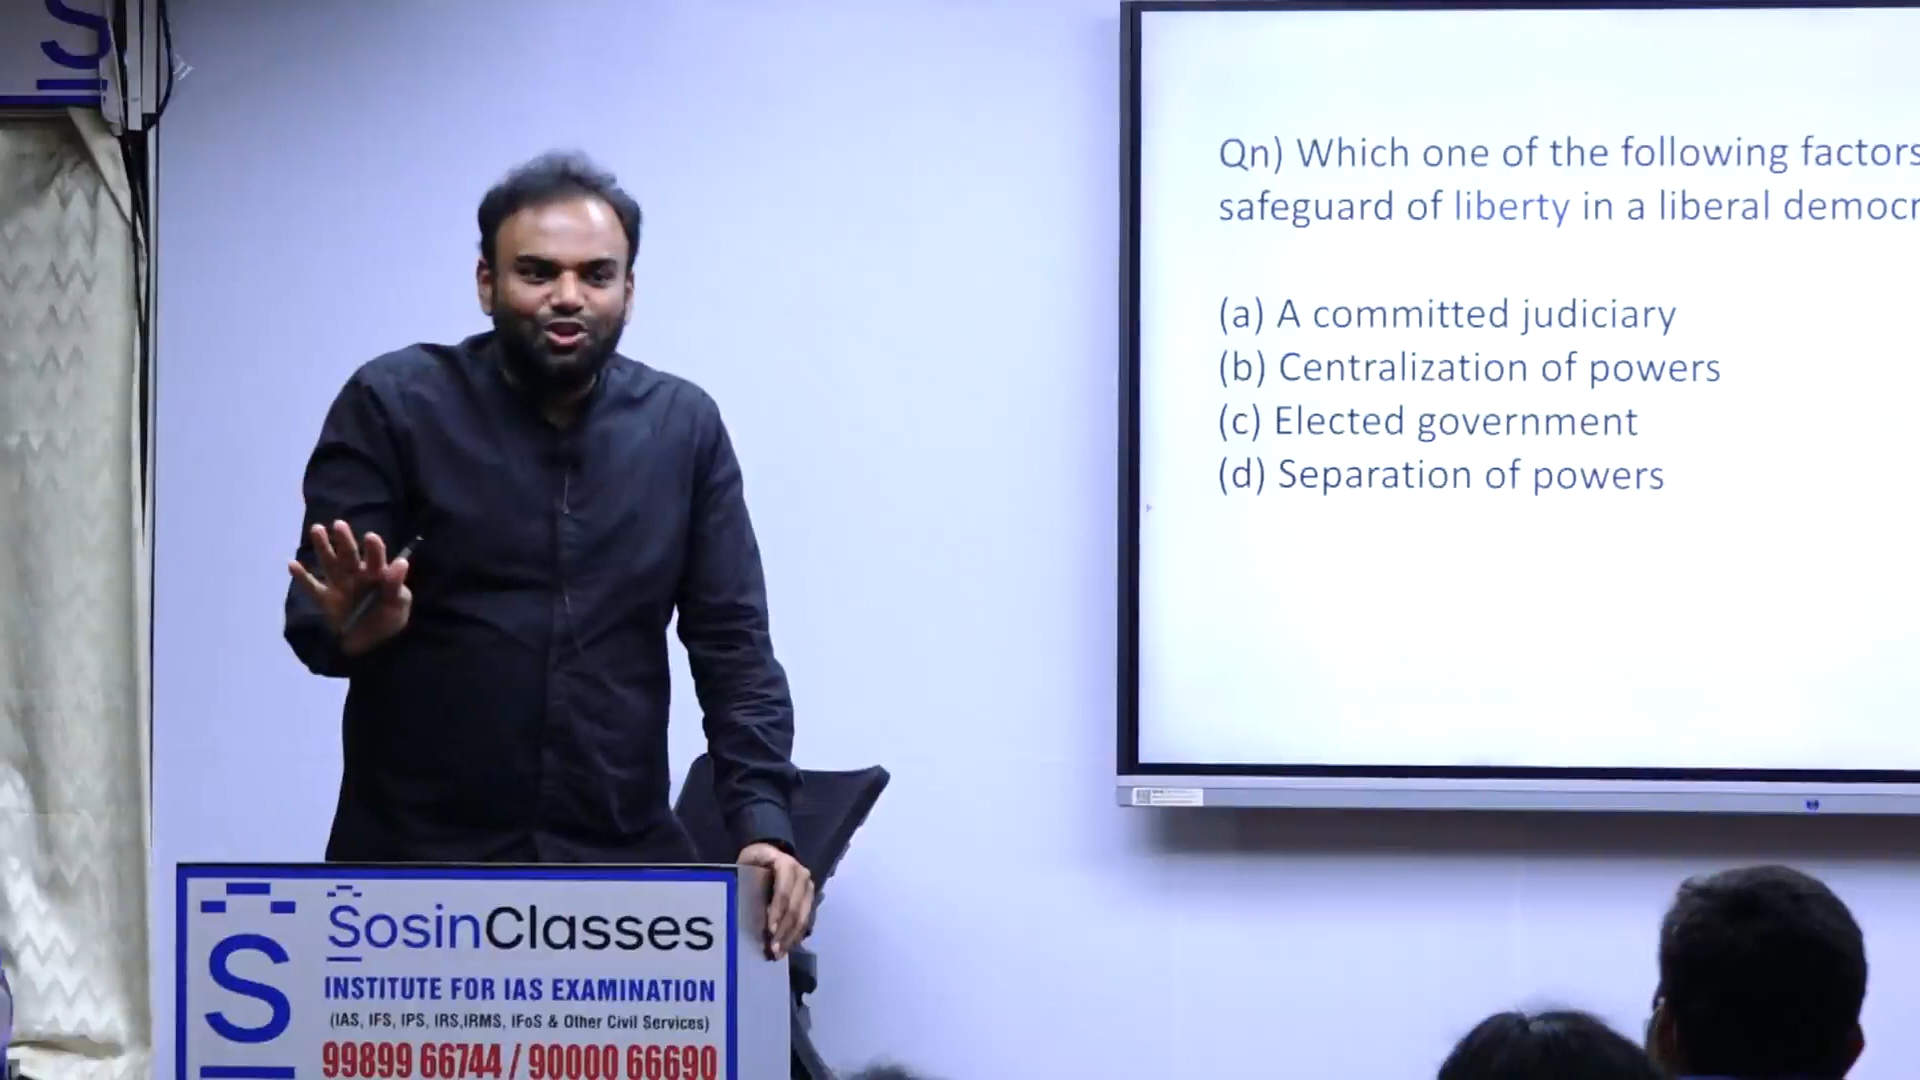 S
Qn) Which one of the following factors
safeguard of liberty in a liberal democr
(a) A committed judiciary
(b) Centralization of powers
(c) Elected government
(d) Separation of powers
S
SosinClasses
INSTITUTE FOR IAS EXAMINATION
(IAS, IFS, IPS, IRS,IRMS, IFoS & Other Civil Services)
99899 66744 / 90000 66690